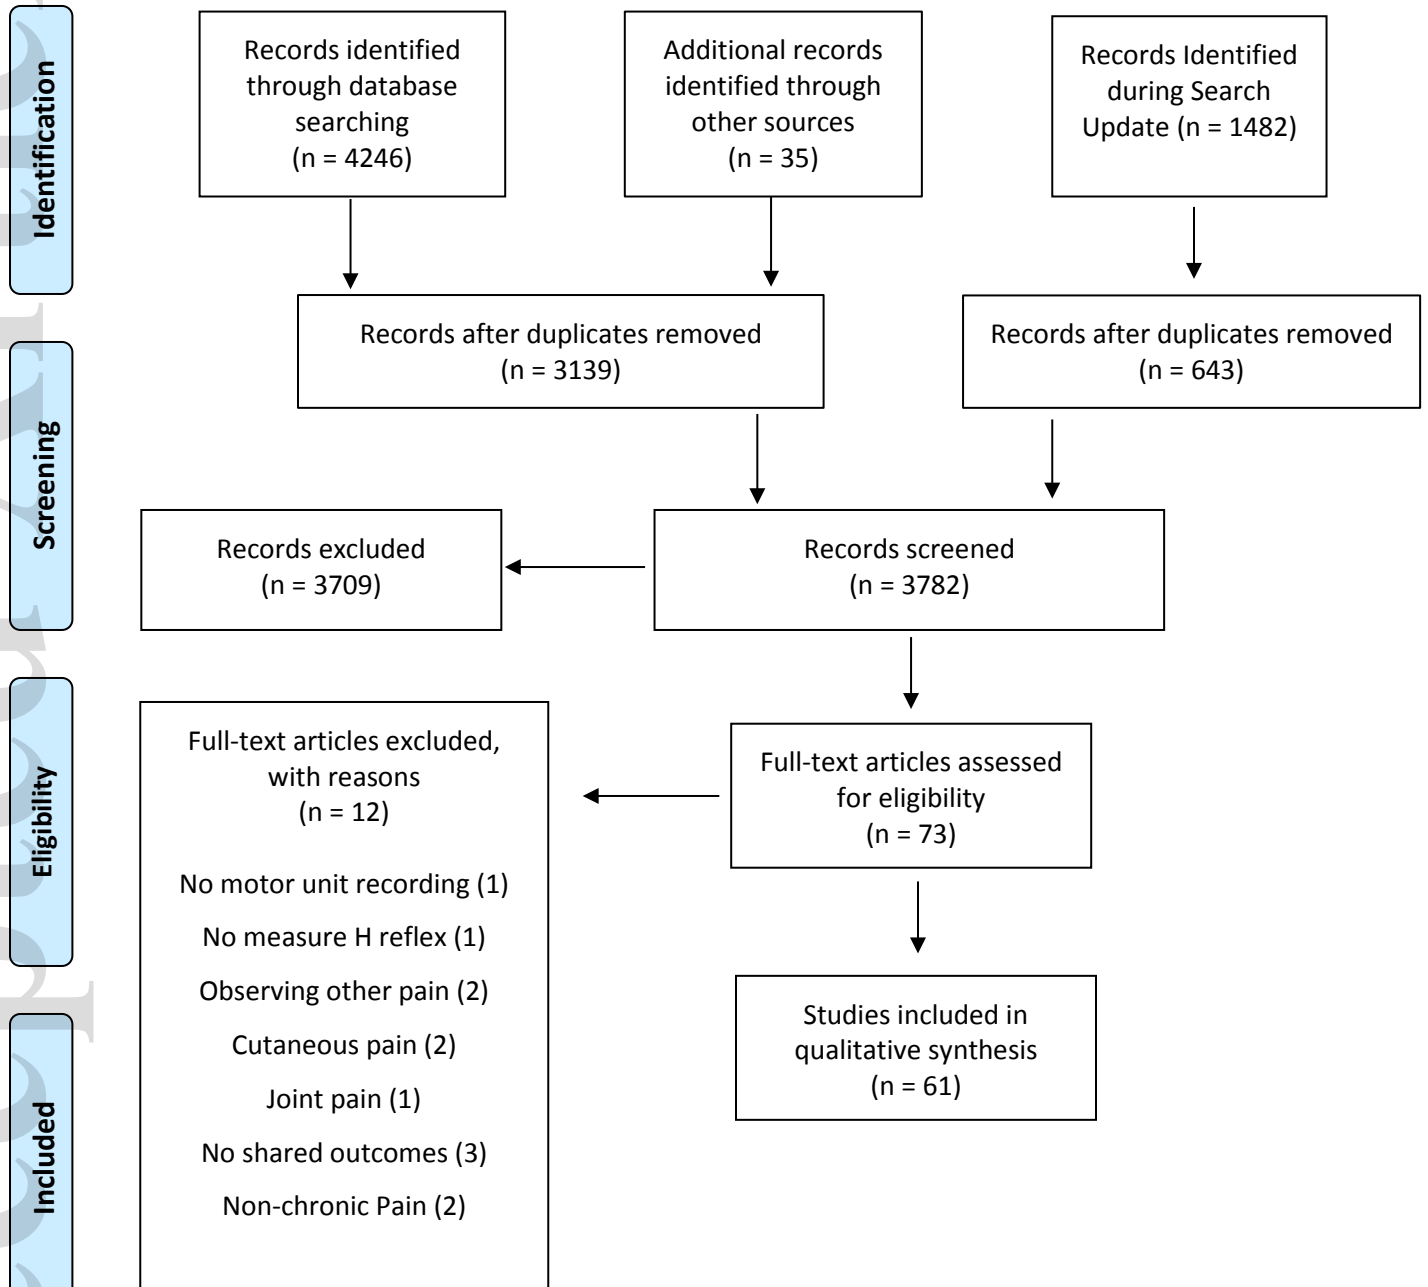 Identification
Records identified
through database
searching
(n = 4246)
Additional records
identified through
other sources
(n = 35)
Records Identified
during Search
Update (n = 1482)
Records after duplicates removed
(n = 3139)
Records after duplicates removed
(n = 643)
Screening
Records excluded
(n = 3709)
Records screened
(n = 3782)
Eligibility
Full-text articles excluded,
with reasons
(n = 12)
No motor unit recording (1)
No measure H reflex (1)
Observing other pain (2)
Cutaneous pain (2)
Joint pain (1)
No shared outcomes (3)
Non-chronic Pain (2)
Full-text articles assessed
for eligibility
(n = 73)
Included
Studies included in
qualitative synthesis
(n = 61)